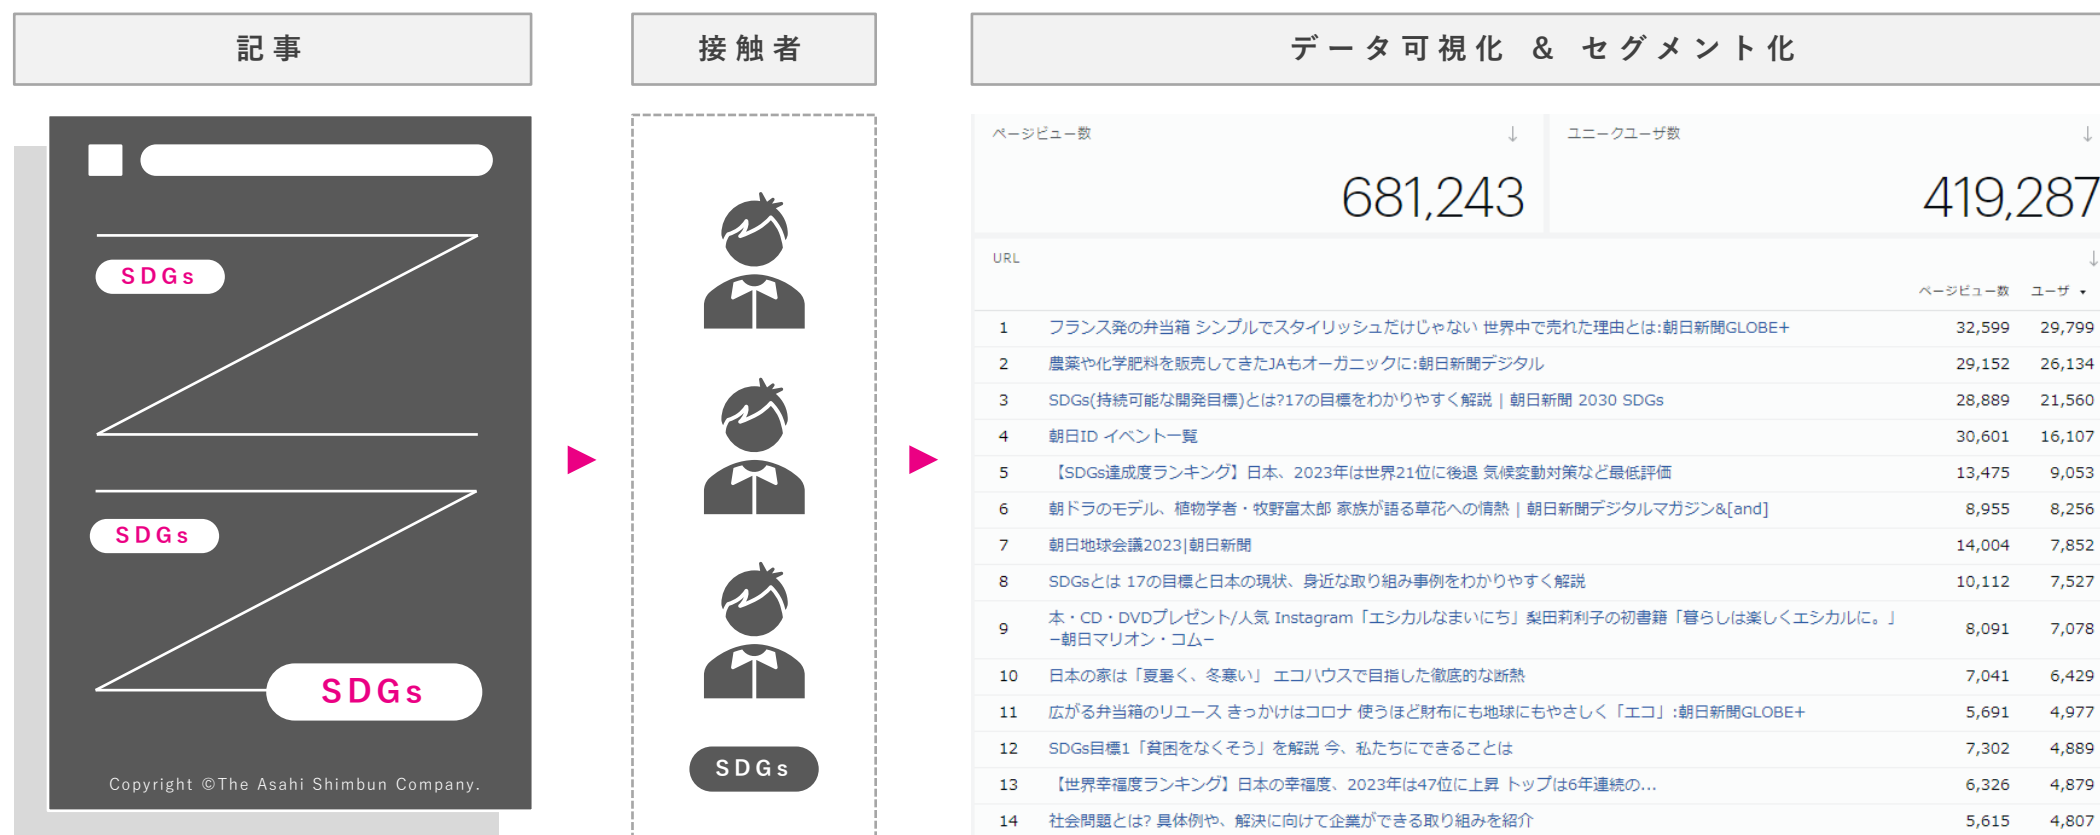 記事
SDGs
SDGs
SDGs
Copyright ©The Asahi Shimbun Company.
接触者
SDGs
データ可視化 & セグメント化
ページビュー数 ↓ ユニークユーザ数 ↓
681,243 419,287
URL ↓
ページビュー数 ユーザ ▾
1 フランス発の弁当箱 シンプルでスタイリッシュだけじゃない 世界中で売れた理由とは:朝日新聞GLOBE+ 32,599 29,799
2 農薬や化学肥料を販売してきたJAもオーガニックに:朝日新聞デジタル 29,152 26,134
3 SDGs(持続可能な開発目標)とは?17の目標をわかりやすく解説 | 朝日新聞 2030 SDGs 28,889 21,560
4 朝日ID イベント一覧 30,601 16,107
5 【SDGs達成度ランキング】日本、2023年は世界21位に後退 気候変動対策など最低評価 13,475 9,053
6 朝ドラのモデル、植物学者・牧野富太郎 家族が語る草花への情熱 | 朝日新聞デジタルマガジン&[and] 8,955 8,256
7 朝日地球会議2023|朝日新聞 14,004 7,852
8 SDGsとは 17の目標と日本の現状、身近な取り組み事例をわかりやすく解説 10,112 7,527
9 本・CD・DVDプレゼント/人気 Instagram「エシカルなまいにち」梨田莉利子の初書籍「暮らしは楽しくエシカルに。」
−朝日マリオン・コム− 8,091 7,078
10 日本の家は「夏暑く、冬寒い」 エコハウスで目指した徹底的な断熱 7,041 6,429
11 広がる弁当箱のリユース きっかけはコロナ 使うほど財布にも地球にもやさしく「エコ」:朝日新聞GLOBE+ 5,691 4,977
12 SDGs目標1「貧困をなくそう」を解説 今、私たちにできることは 7,302 4,889
13 【世界幸福度ランキング】日本の幸福度、2023年は47位に上昇 トップは6年連続の… 6,326 4,879
14 社会問題とは? 具体例や、解決に向けて企業ができる取り組みを紹介 5,615 4,807